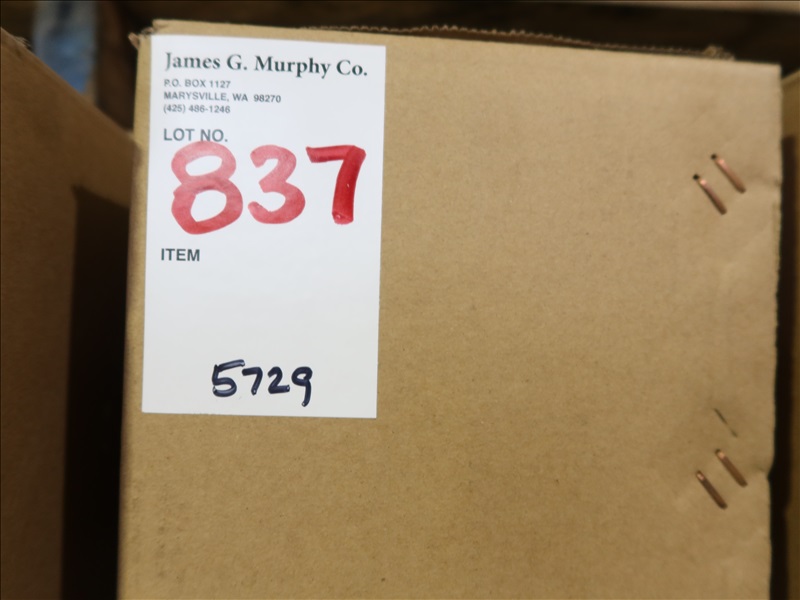 James G. Murphy Co.
P.O. BOX 1127
MARYSVILLE, WA 98270
(425) 486-1246
LOT NO.
837
ITEM
5729